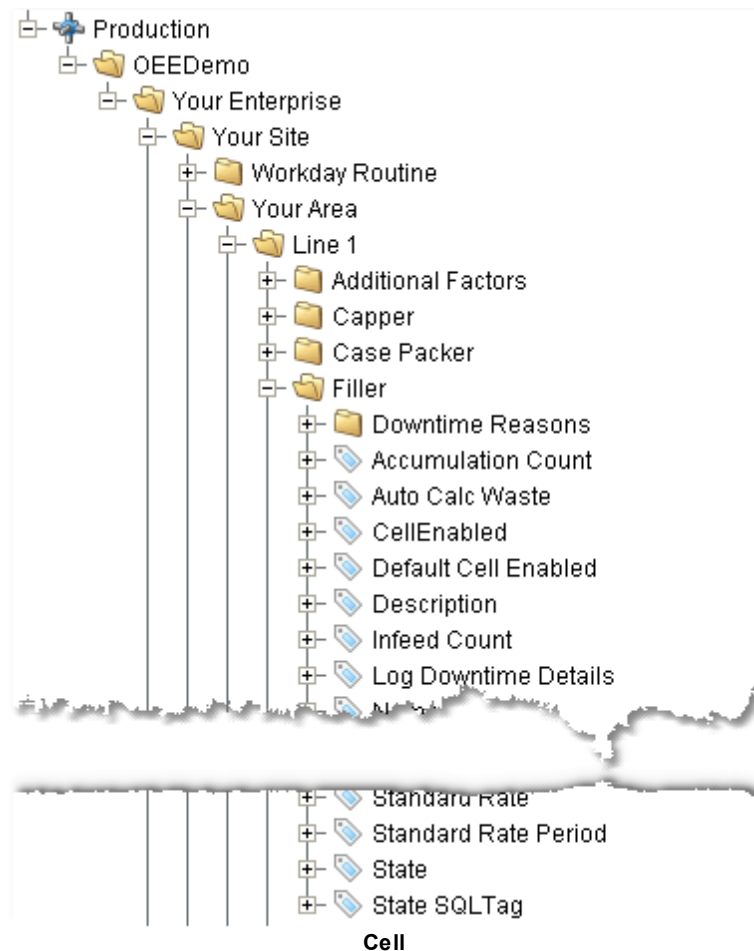 Production
OEEDemo
Your Enterprise
Your Site
Workday Routine
Your Area
Line 1
Additional Factors
Capper
Case Packer
Filler
Downtime Reasons
Accumulation Count
Auto Calc Waste
CellEnabled
Default Cell Enabled
Description
Infeed Count
Log Downtime Details
Standard Rate
Standard Rate Period
State
State SQLTag
Cell